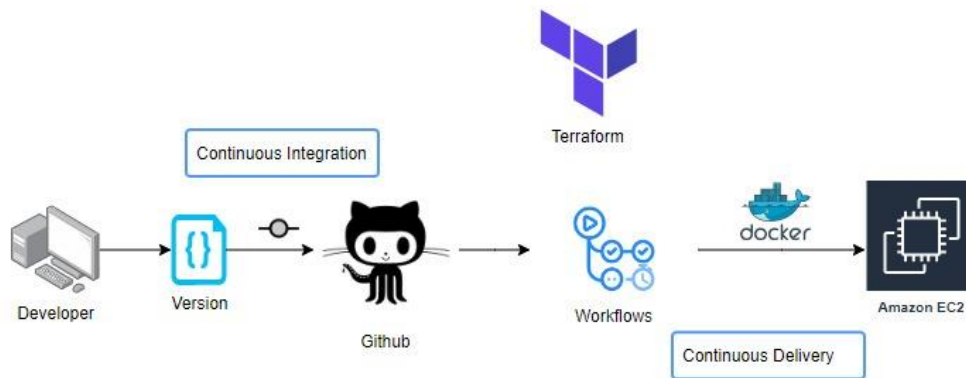 Terraform
Continuous Integration
docker
Developer
Version
Github
Workflows
Amazon EC2
Continuous Delivery